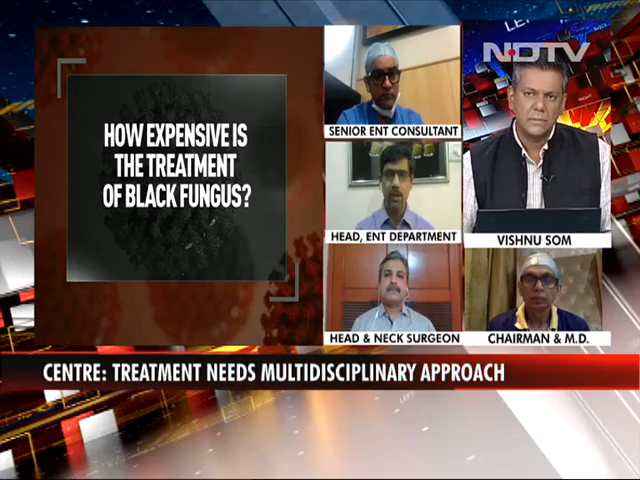 NDTV
HOW EXPENSIVE IS
THE TREATMENT
OF BLACK FUNGUS?
SENIOR ENT CONSULTANT
HEAD, ENT DEPARTMENT
VISHNU SOM
HEAD & NECK SURGEON
CHAIRMAN & M.D.
CENTRE: TREATMENT NEEDS MULTIDISCIPLINARY APPROACH